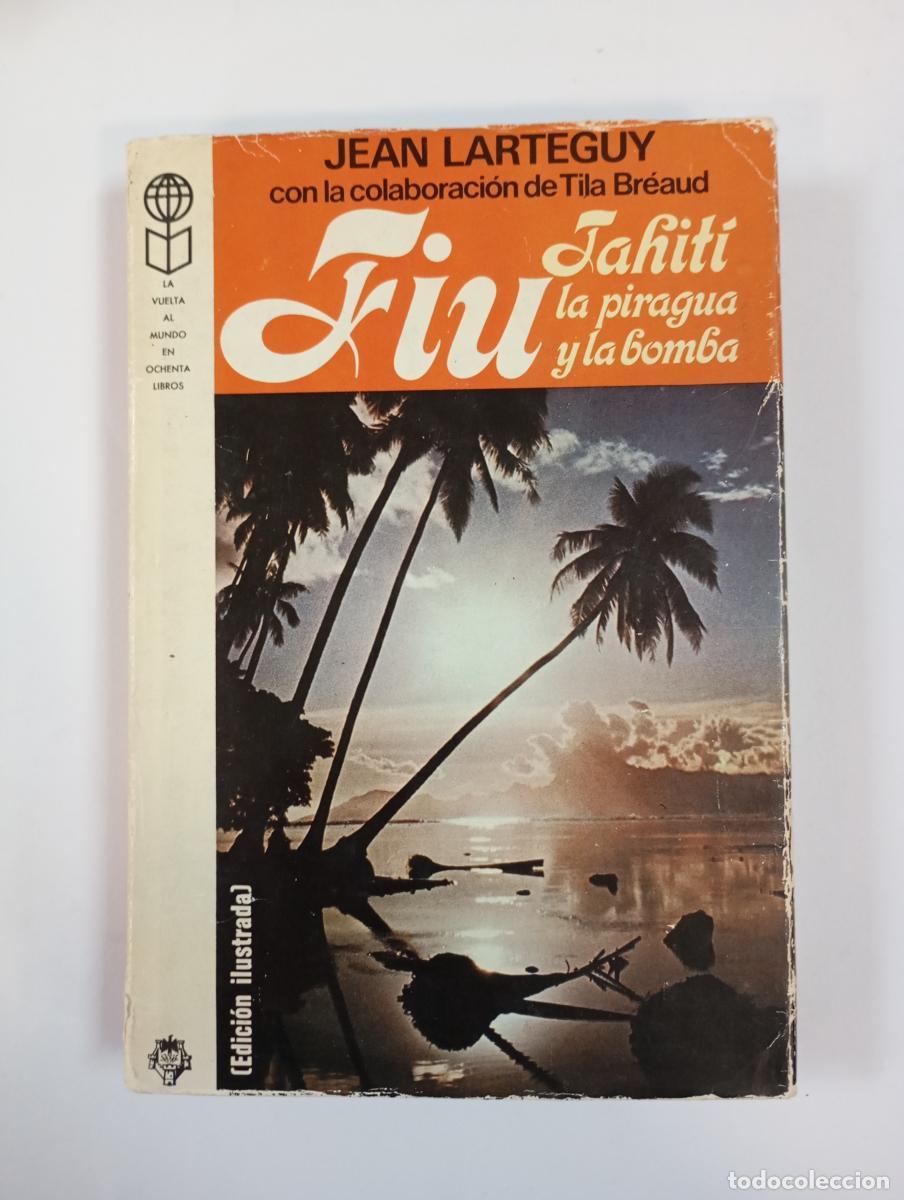 JEAN LARTEGUY
con la colaboración de Tila Bréaud
Fiu
Tahití
la piragua
y la bomba
LA
VUELTA
AL
MUNDO
EN
OCHENTA
LIBROS
(Edición ilustrada)
todocoleccion